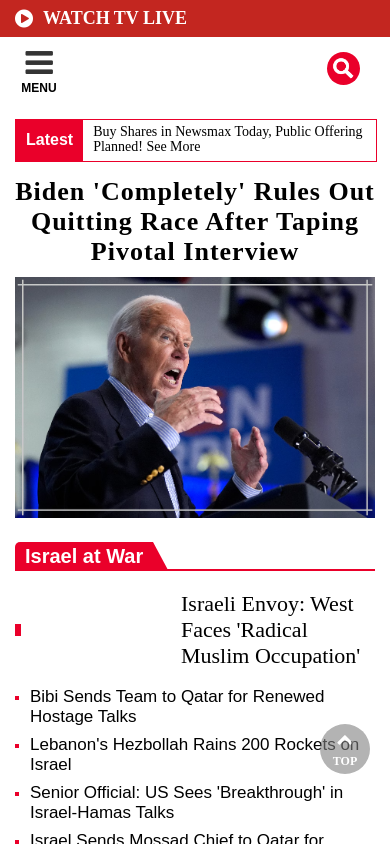 WATCH TV LIVE
MENU
Latest
Buy Shares in Newsmax Today, Public Offering
Planned! See More
Biden 'Completely' Rules Out
Quitting Race After Taping
Pivotal Interview
Israel at War
Israeli Envoy: West
Faces 'Radical
Muslim Occupation'
Bibi Sends Team to Qatar for Renewed
Hostage Talks
Lebanon's Hezbollah Rains 200 Rockets on
Israel
TOP
Senior Official: US Sees 'Breakthrough' in
Israel-Hamas Talks
Israel Sends Mossad Chief to Qatar for